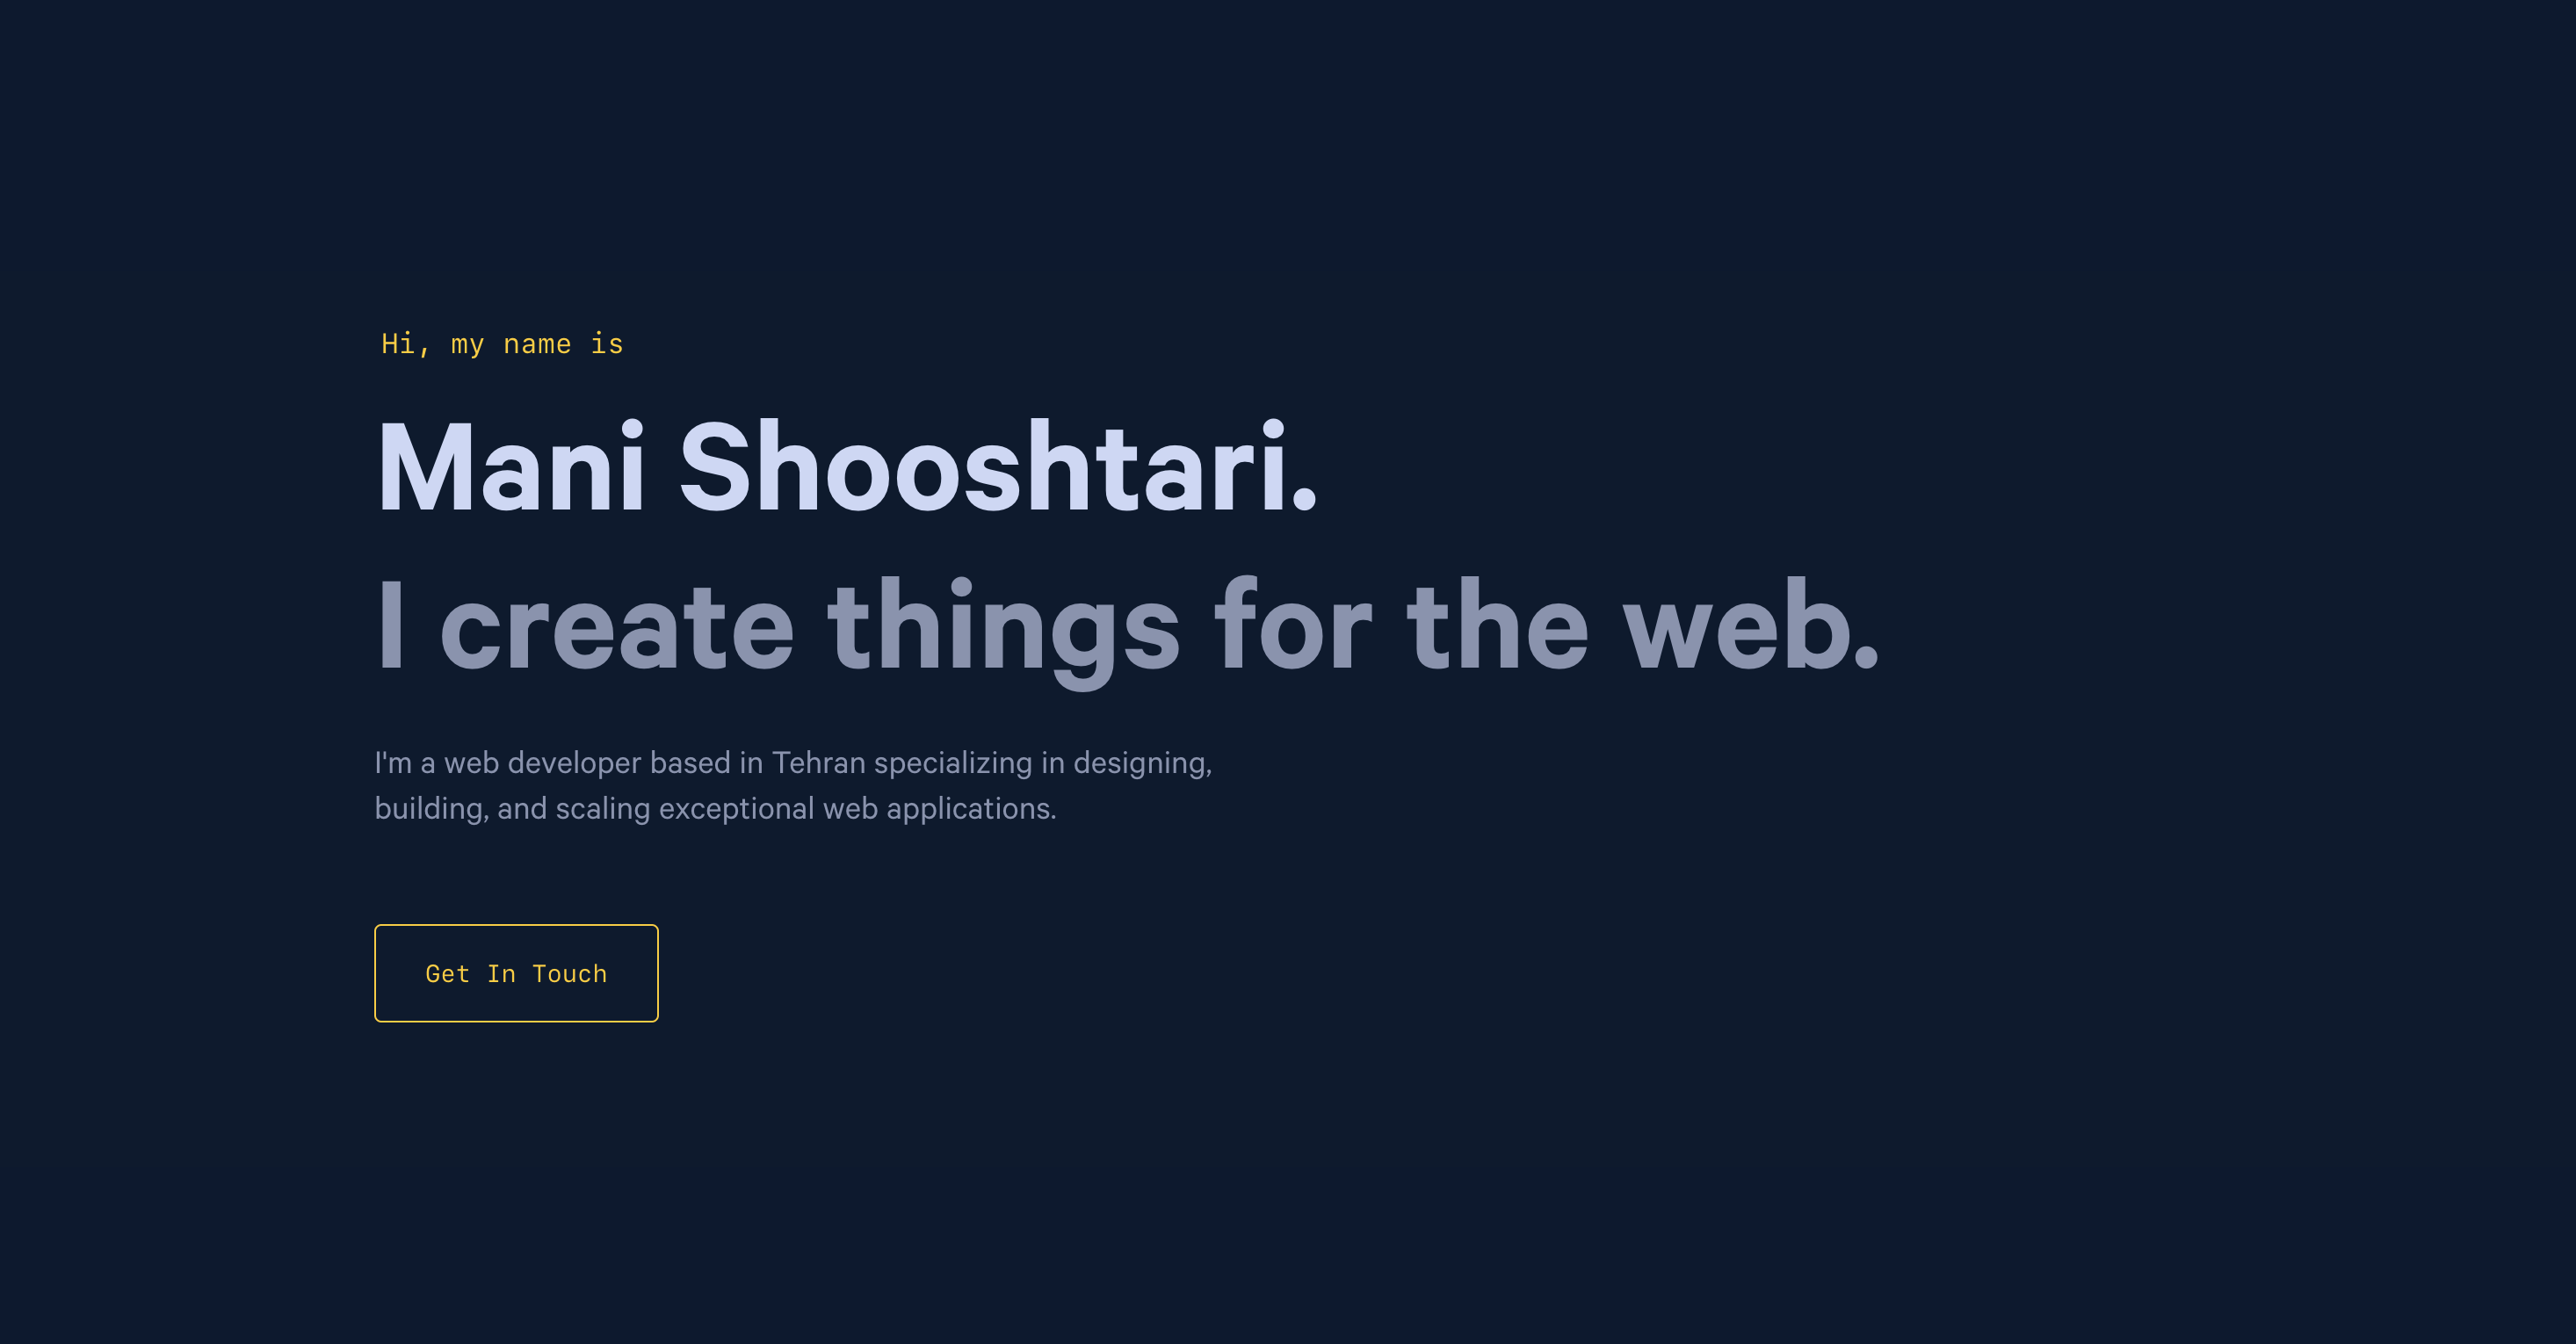 Hi, my name is
Mani Shooshtari.
I create things for the web.
I'm a web developer based in Tehran specializing in designing,
building, and scaling exceptional web applications.
Get In Touch